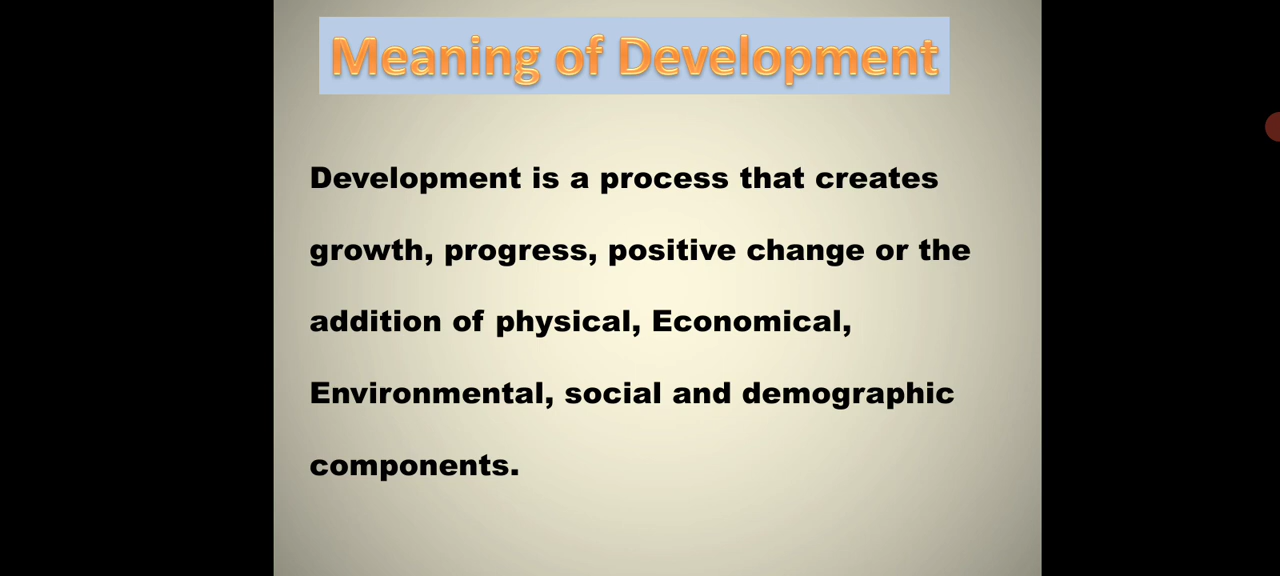 Meaning of Development
Development is a process that creates
growth, progress, positive change or the
addition of physical, Economical,
Environmental, social and demographic
components.